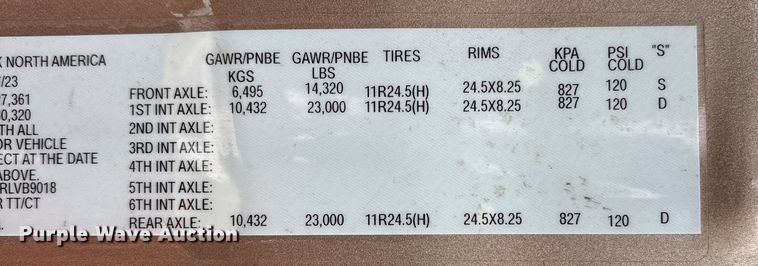 K NORTH AMERICA GAWR/PNBE KGS GAWR/PNBE LBS TIRES RIMS KPA COLD PSI COLD "S"
/23
7,361 FRONT AXLE: 6,495 14,320 11R24.5(H) 24.5X8.25 827 120 S
0,320 1ST INT AXLE: 10,432 23,000 11R24.5(H) 24.5X8.25 827 120 D
TH ALL 2ND INT AXLE:
OR VEHICLE 3RD INT AXLE:
ECT AT THE DATE 4TH INT AXLE:
ABOVE.
RLVB9018 5TH INT AXLE:
R TT/CT 6TH INT AXLE:
REAR AXLE: 10,432 23,000 11R24.5(H) 24.5X8.25 827 120 D
Purple Wave Auction